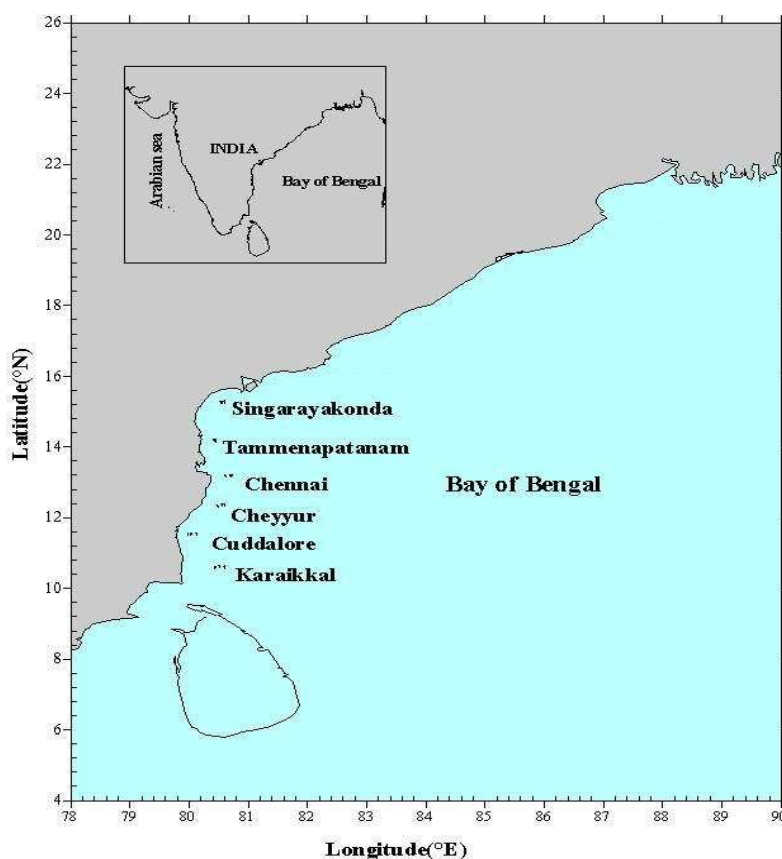 26
24
22
20
18
16
14
12
10
8
6
4
Latitude(°N)
INDIA
Arabian sea
Bay of Bengal
Singarayakonda
Tammenapatanam
Chennai
Bay of Bengal
Cheyyur
Cuddalore
Karaikkal
78 79 80 81 82 83 84 85 86 87 88 89 90
Longitude(°E)